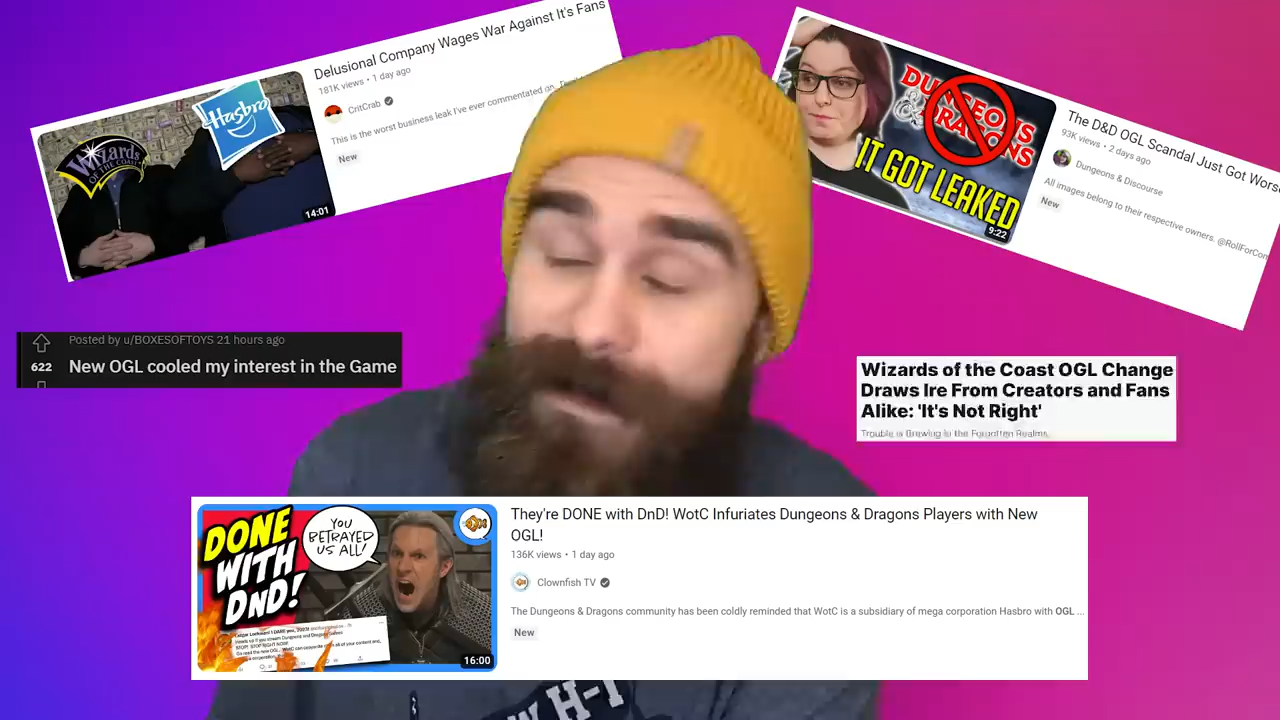 Delusional Company Wages War Against It's Fans
181K views • 1 day ago
CritCrab
This is the worst business leak I've ever commentated on.
New
Wizards
OF THE COAST
Hasbro
14:01
DUNGEONS
& DRAGONS
IT GOT LEAKED
9:22
The D&D OGL Scandal Just Got Wors
93K views • 2 days ago
Dungeons & Discourse
All images belong to their respective owners. @RollForCom
New
Posted by u/BOXESOFTOYS 21 hours ago
622
New OGL cooled my interest in the Game
Wizards of the Coast OGL Change
Draws Ire From Creators and Fans
Alike: 'It's Not Right'
Trouble is Brewing in the Forgotten Realms.
DONE
WITH
DND!
YOU
BETRAYED
US ALL!
16:00
They're DONE with DnD! WotC Infuriates Dungeons & Dragons Players with New
OGL!
136K views • 1 day ago
Clownfish TV
The Dungeons & Dragons community has been coldly reminded that WotC is a subsidiary of mega corporation Hasbro with OGL ...
New
H-T